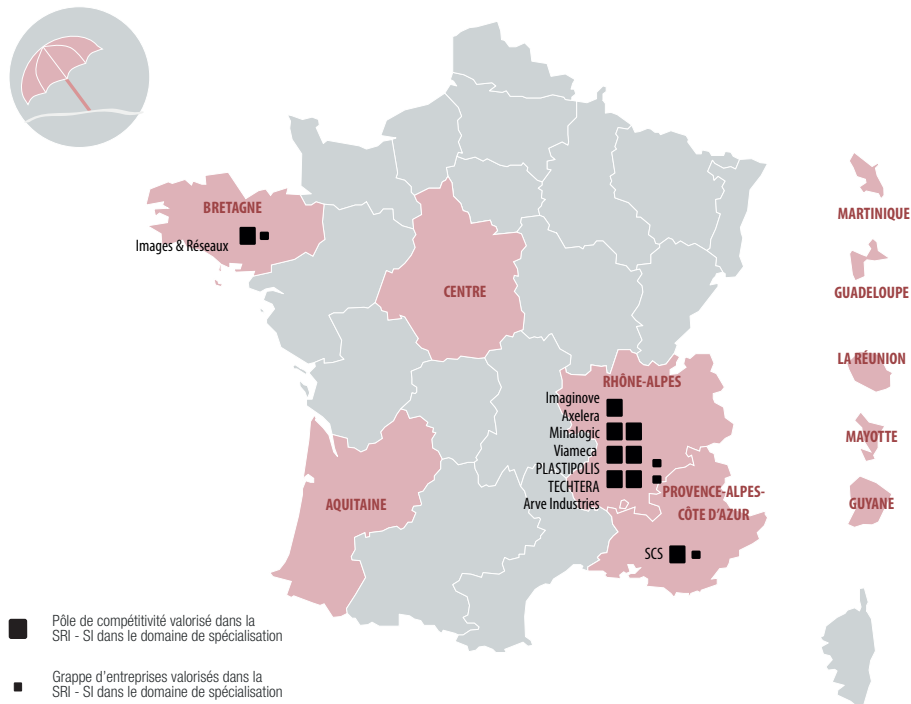 MARTINIQUE
BRETAGNE
Images & Réseaux
CENTRE
GUADELOUPE
LA RÉUNION
RHÔNE-ALPES
Imaginove
Axelera
Minalogic
Viameca
PLASTIPOLIS
TECHTERA
Arve Industries
MAYOTTE
PROVENCE-ALPES-
CÔTE D'AZUR
AQUITAINE
GUYANE
SCS
Pôle de compétitivité valorisé dans la
SRI - SI dans le domaine de spécialisation
Grappe d'entreprises valorisés dans la
SRI - SI dans le domaine de spécialisation